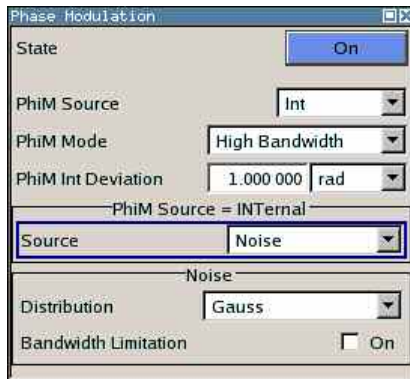 Phase Modulation
State On
PhiM Source Int
PhiM Mode High Bandwidth
PhiM Int Deviation 1.000 000 rad
PhiM Source = INTernal
Source Noise
Noise
Distribution Gauss
Bandwidth Limitation On